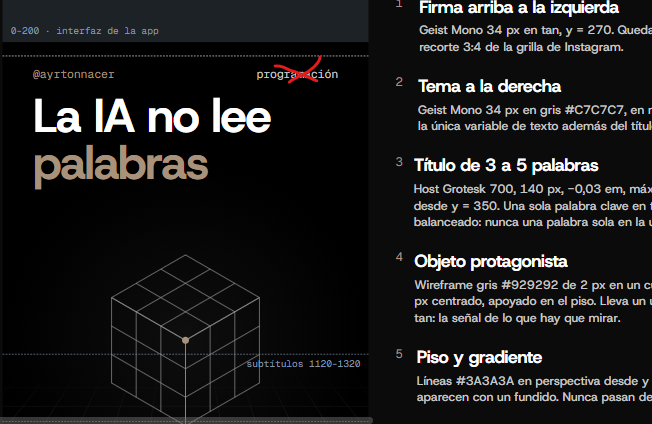 0-200 · interfaz de la app
@ayrtonnacer
programación
La IA no lee
palabras
subtítulos 1120-1320
1
Firma arriba a la izquierda
Geist Mono 34 px en tan, y = 270. Queda
recorte 3:4 de la grilla de Instagram.
2
Tema a la derecha
Geist Mono 34 px en gris #C7C7C7, en
la única variable de texto además del
3
Título de 3 a 5 palabras
Host Grotesk 700, 140 px, −0,03 em,
desde y = 350. Una sola palabra clave en
balanceado: nunca una palabra sola en la
4
Objeto protagonista
Wireframe gris #929292 de 2 px en un
px centrado, apoyado en el piso. Lleva un
tan: la señal de lo que hay que mirar.
5
Piso y gradiente
Líneas #3A3A3A en perspectiva desde y
aparecen con un fundido. Nunca pasan de